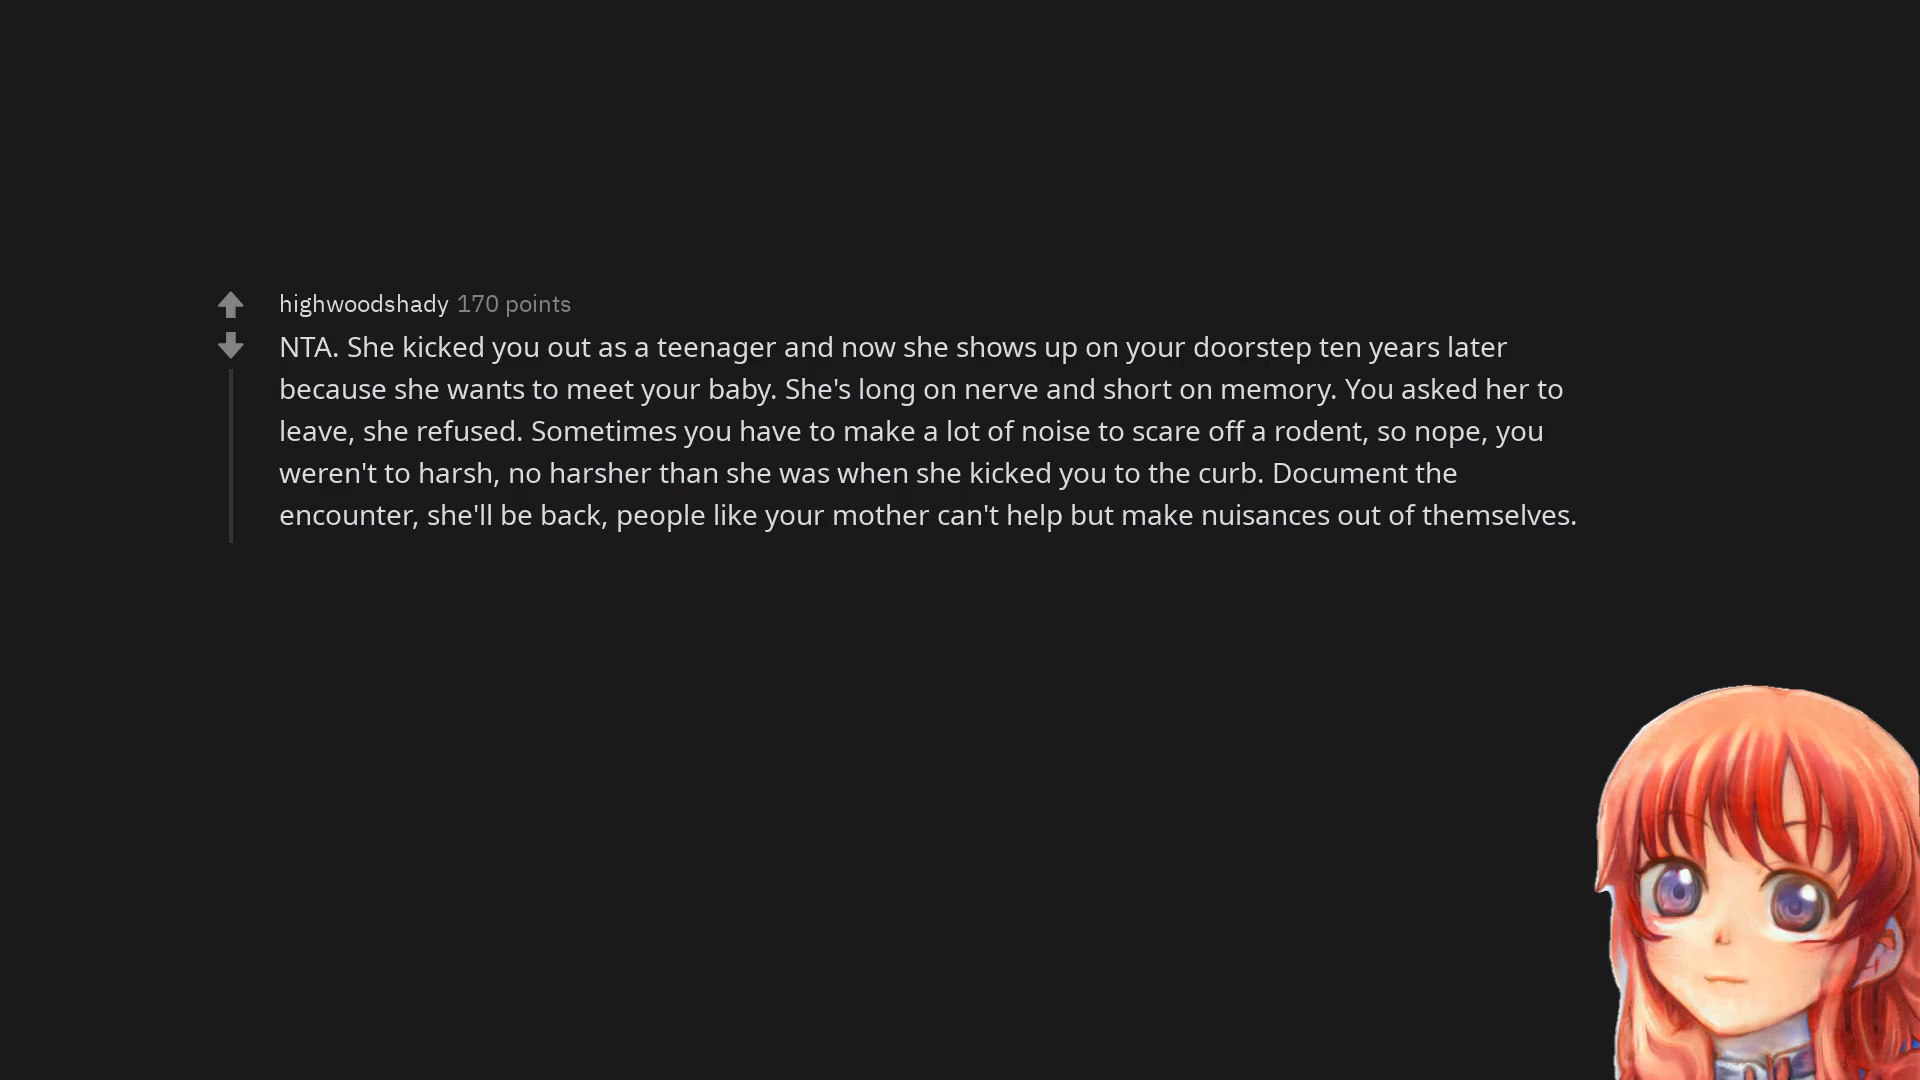 highwoodshady 170 points
NTA. She kicked you out as a teenager and now she shows up on your doorstep ten years later
because she wants to meet your baby. She's long on nerve and short on memory. You asked her to
leave, she refused. Sometimes you have to make a lot of noise to scare off a rodent, so nope, you
weren't to harsh, no harsher than she was when she kicked you to the curb. Document the
encounter, she'll be back, people like your mother can't help but make nuisances out of themselves.